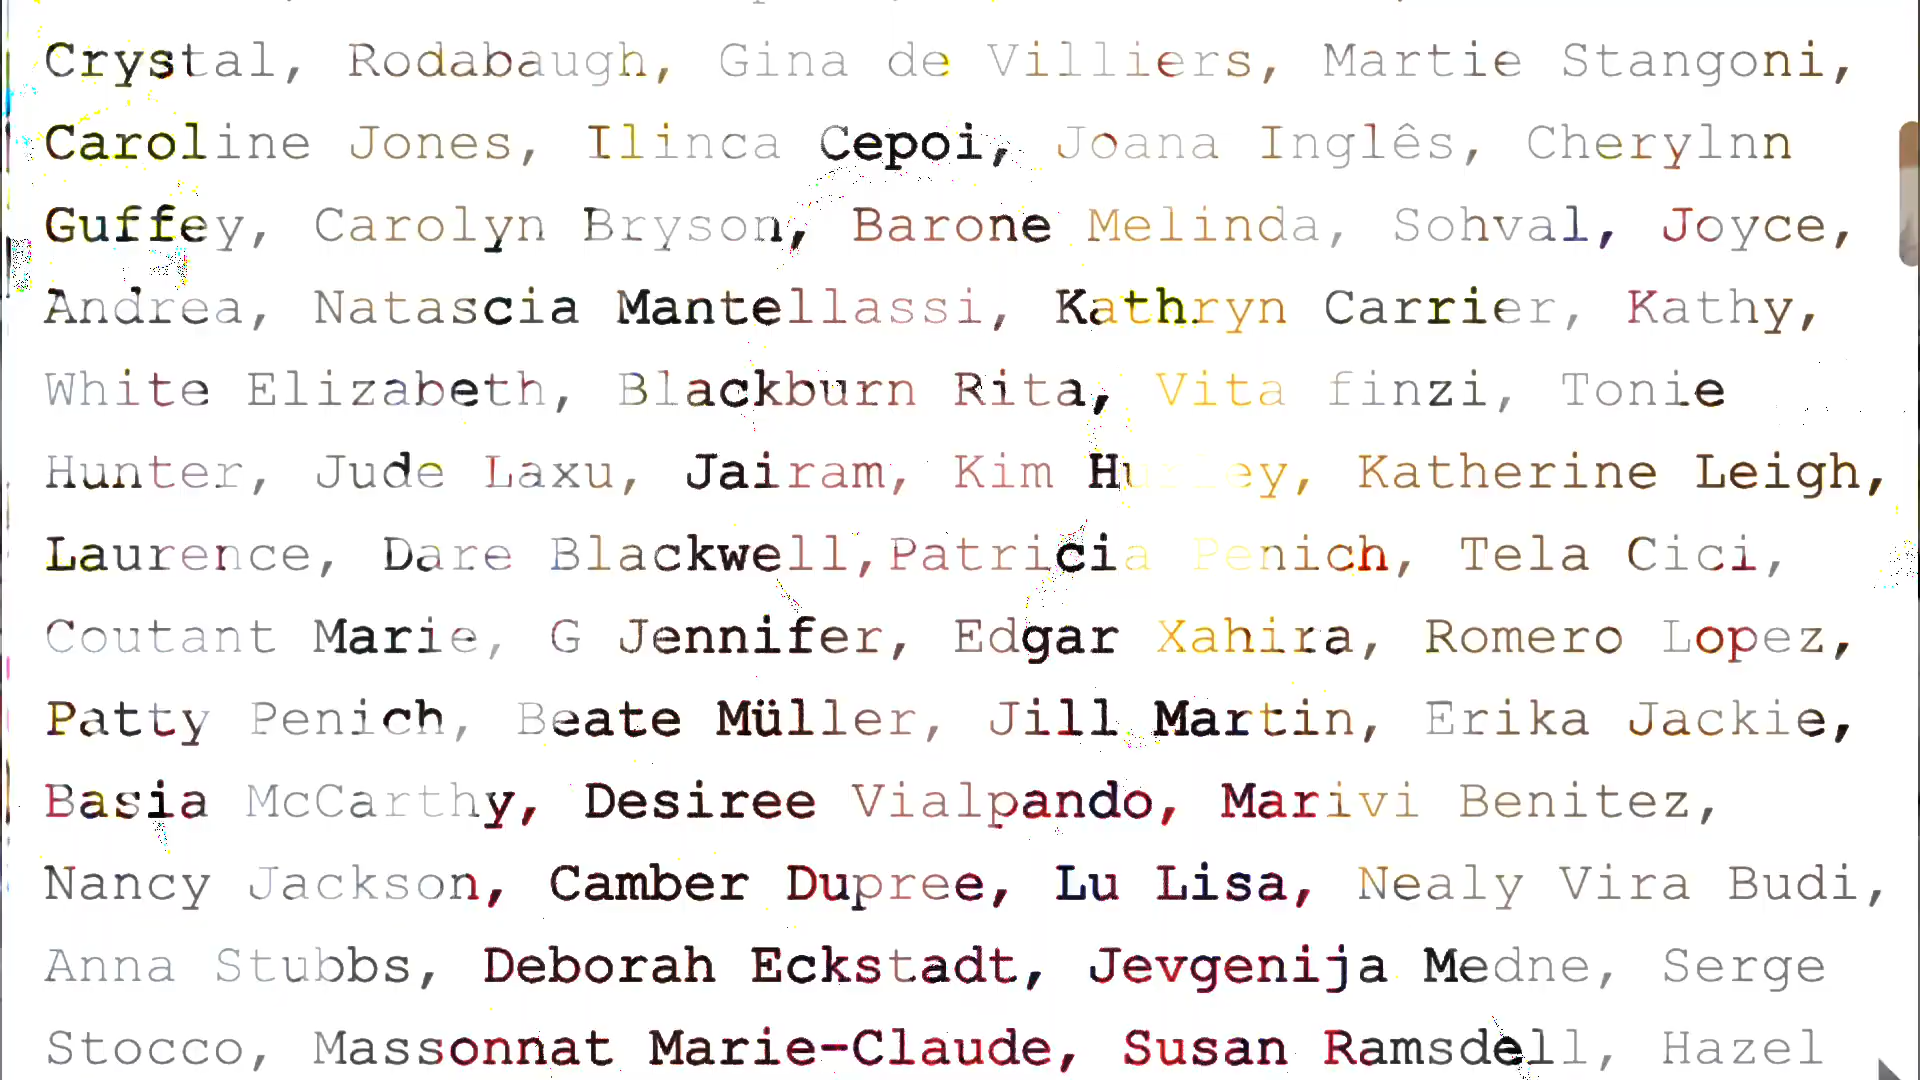 Crystal, Rodabaugh, Gina de Villiers, Martie Stangoni,
Caroline Jones, Ilinca Cepoi, Joana Inglês, Cherylnn
Guffey, Carolyn Bryson, Barone Melinda, Sohval, Joyce,
Andrea, Natascia Mantellassi, Kathryn Carrier, Kathy,
White Elizabeth, Blackburn Rita, Vita finzi, Tonie
Hunter, Jude Laxu, Jairam, Kim Katherine Leigh,
Laurence, Dare Blackwell,Patricia Penich, Tela Cici,
Coutant Marie, G Jennifer, Edgar Xahira, Romero Lopez,
Patty Penich, Beate Müller, Jill Martin, Erika Jackie,
Basia McCarthy, Desiree Vialpando, Marivi Benitez,
Nancy Jackson, Camber Dupree, Lu Lisa, Nealy Vira Budi,
Anna Stubbs, Deborah Eckstadt, Jevgenija Medne, Serge
Stocco, Massonnat Marie-Claude, Susan Ramsdell, Hazel